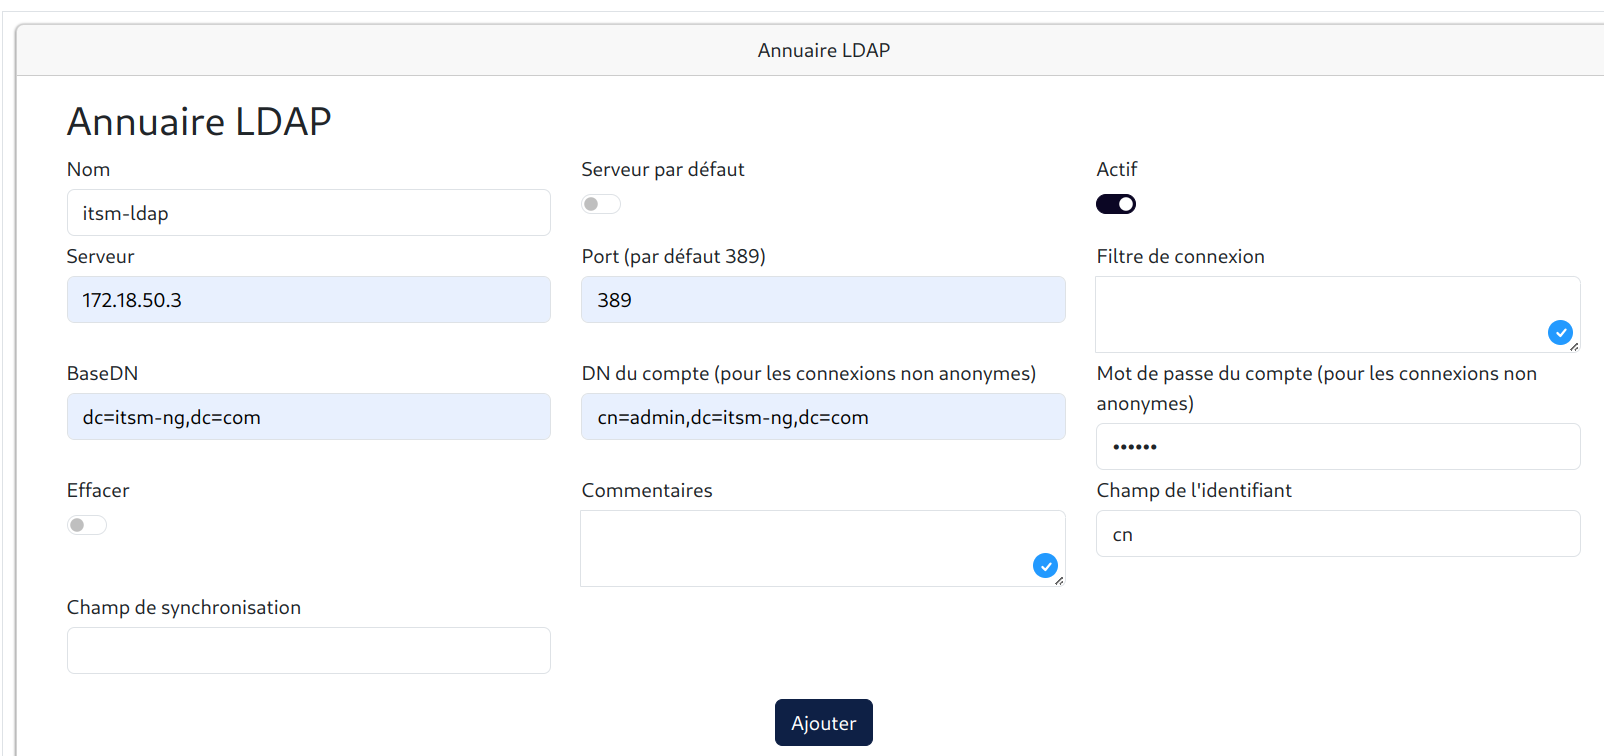 Annuaire LDAP
Annuaire LDAP
Nom
Serveur par défaut
Actif
itsm-ldap
Serveur
Port (par défaut 389)
Filtre de connexion
172.18.50.3
389
BaseDN
DN du compte (pour les connexions non anonymes)
Mot de passe du compte (pour les connexions non
anonymes)
dc=itsm-ng,dc=com
cn=admin,dc=itsm-ng,dc=com
••••••
Effacer
Commentaires
Champ de l'identifiant
cn
Champ de synchronisation
Ajouter